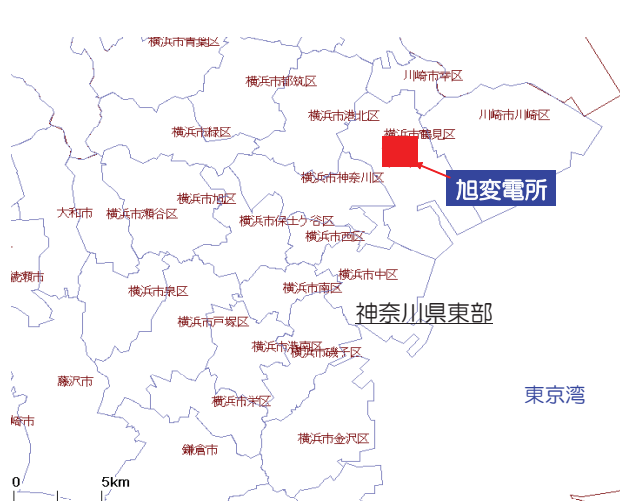 横浜市青葉区
横浜市都筑区
川崎市幸区
横浜市港北区
川崎市川崎区
横浜市緑区
横浜市鶴見区
横浜市神奈川区
旭変電所
横浜市旭区
大和市
横浜市瀬谷区
横浜市保土ケ谷区
横浜市西区
綾瀬市
横浜市中区
横浜市泉区
横浜市南区
神奈川県東部
横浜市戸塚区
横浜市港南区
横浜市磯子区
藤沢市
東京湾
横浜市栄区
崎市
横浜市金沢区
鎌倉市
0
5km